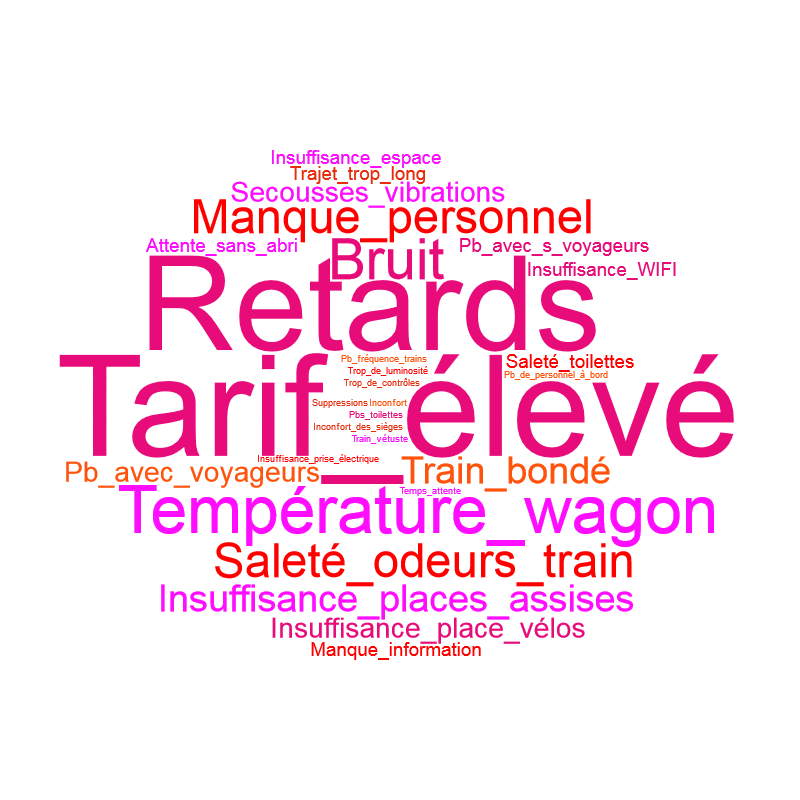 Insuffisance_espace
Trajet_trop_long
Secousses_vibrations
Manque_personnel
Attente_sans_abri
Bruit
Pb_avec_s_voyageurs
Insuffisance_WIFI
Retards
Pb_fréquence_trains
Saleté_toilettes
Trop_de_luminosité
Pb_de_personnel_à_bord
Trop_de_contrôles
Tarif_élevé
Suppressions
Inconfort
Pbs_toilettes
Inconfort_des_sièges
Train_vétuste
Insuffisance_prise_électrique
Pb_avec_voyageurs
Train_bondé
Temps_attente
Température_wagon
Saleté_odeurs_train
Insuffisance_places_assises
Insuffisance_place_vélos
Manque_information